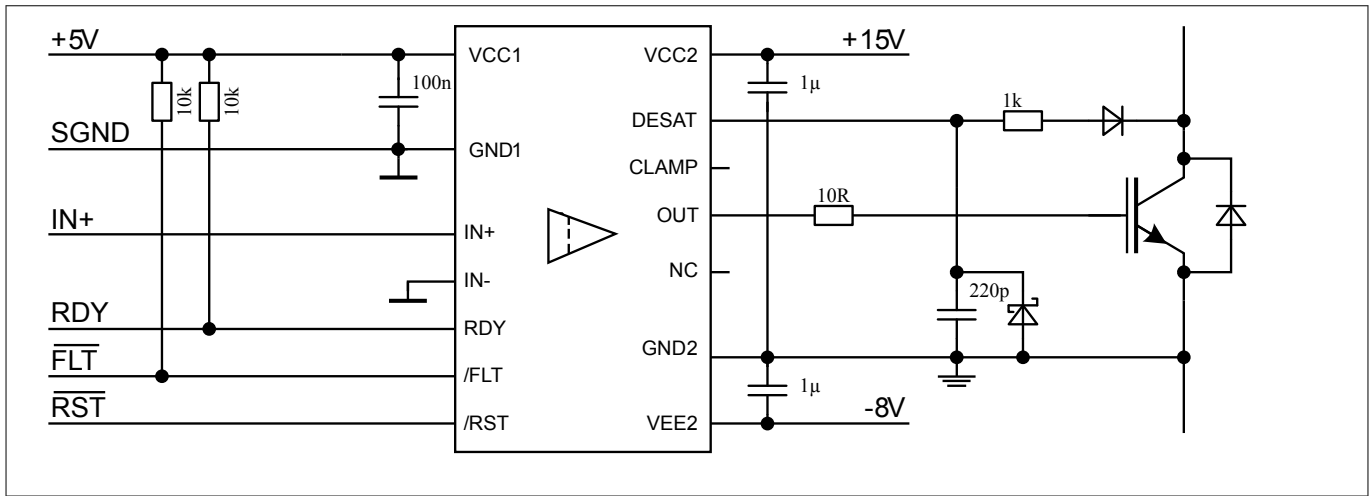 +5V
SGND
IN+
RDY
FLT
RST
10k
10k
100n
VCC1
GND1
IN+
IN-
RDY
/FLT
/RST
VCC2
DESAT
CLAMP
OUT
NC
GND2
VEE2
+15V
1µ
1k
10R
220p
1µ
-8V